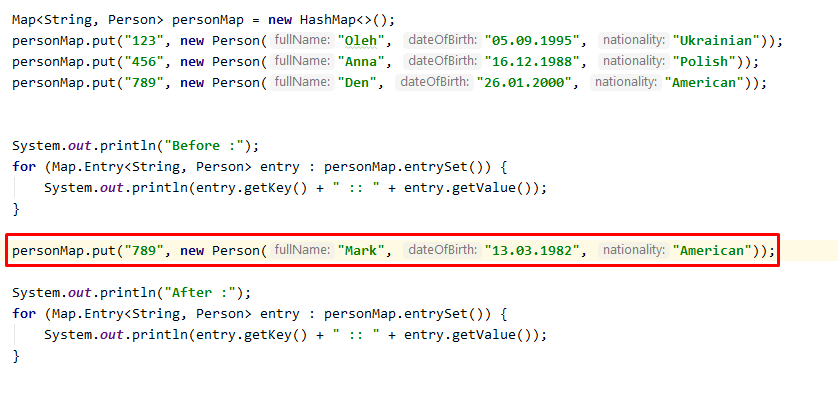 Map<String, Person> personMap = new HashMap<>();
personMap.put("123", new Person( fullName: "Oleh", dateOfBirth: "05.09.1995", nationality: "Ukrainian"));
personMap.put("456", new Person( fullName: "Anna", dateOfBirth: "16.12.1988", nationality: "Polish"));
personMap.put("789", new Person( fullName: "Den", dateOfBirth: "26.01.2000", nationality: "American"));
System.out.println("Before :");
for (Map.Entry<String, Person> entry : personMap.entrySet()) {
System.out.println(entry.getKey() + " :: " + entry.getValue());
}
personMap.put("789", new Person( fullName: "Mark", dateOfBirth: "13.03.1982", nationality: "American"));
System.out.println("After :");
for (Map.Entry<String, Person> entry : personMap.entrySet()) {
System.out.println(entry.getKey() + " :: " + entry.getValue());
}